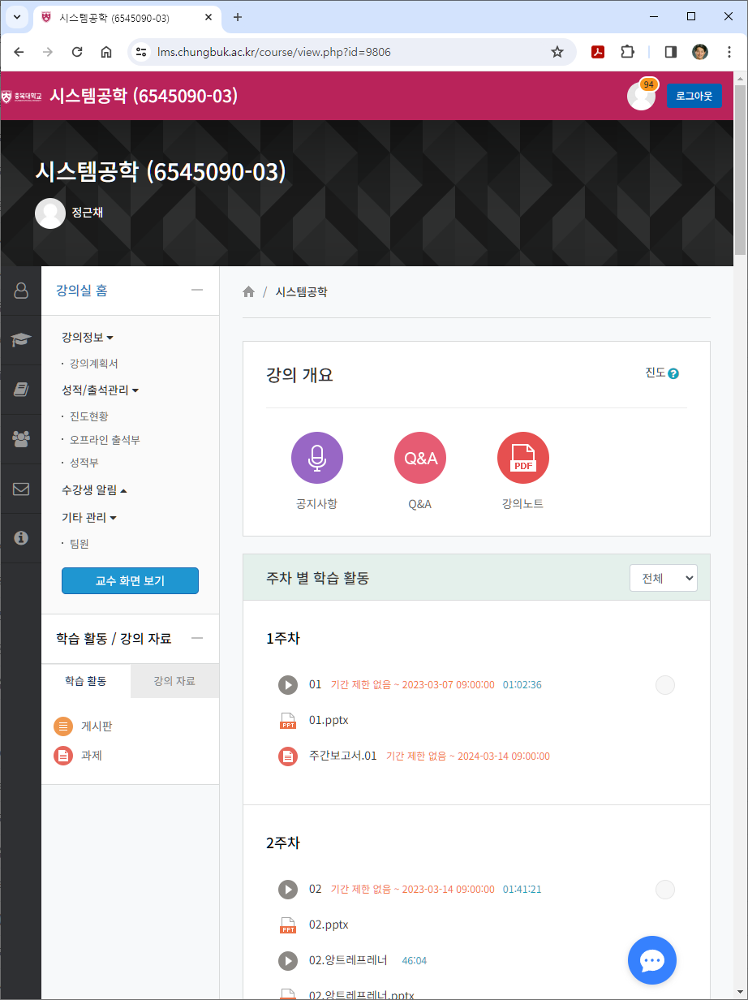 시스템공학 (6545090-03)
lms.chungbuk.ac.kr/course/view.php?id=9806
충북대학교 시스템공학 (6545090-03)
94
로그아웃
시스템공학 (6545090-03)
정근채
강의실 홈
/ 시스템공학
강의정보
· 강의계획서
성적/출석관리
· 진도현황
· 오프라인 출석부
· 성적부
수강생 알림
기타 관리
· 팀원
교수 화면 보기
학습 활동 / 강의 자료
학습 활동
강의 자료
게시판
과제
강의 개요
진도 ?
Q&A
PDF
공지사항
Q&A
강의노트
주차 별 학습 활동
전체
1주차
01 기간 제한 없음 ~ 2023-03-07 09:00:00 01:02:36
PPT 01.pptx
주간보고서.01 기간 제한 없음 ~ 2024-03-14 09:00:00
2주차
02 기간 제한 없음 ~ 2023-03-14 09:00:00 01:41:21
PPT 02.pptx
02.앙트레프레너 46:04
02.앙트레프레너.pptx